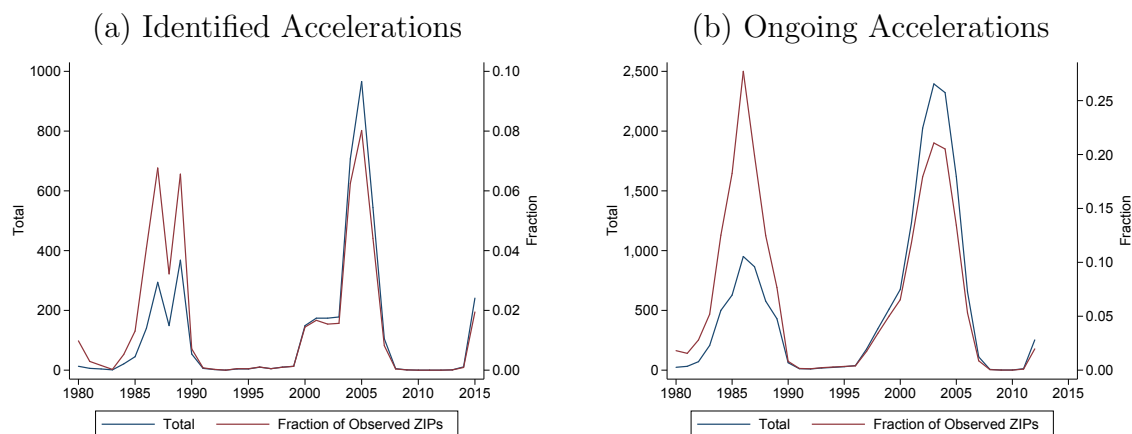 (a) Identified Accelerations
1000
800
600
400
200
0
Total
0.10
0.08
0.06
0.04
0.02
0.00
Fraction
1980 1985 1990 1995 2000 2005 2010 2015
Total Fraction of Observed ZIPs
(b) Ongoing Accelerations
2,500
2,000
1,500
1,000
500
0
Total
0.25
0.20
0.15
0.10
0.05
0.00
Fraction
1980 1985 1990 1995 2000 2005 2010 2015
Total Fraction of Observed ZIPs